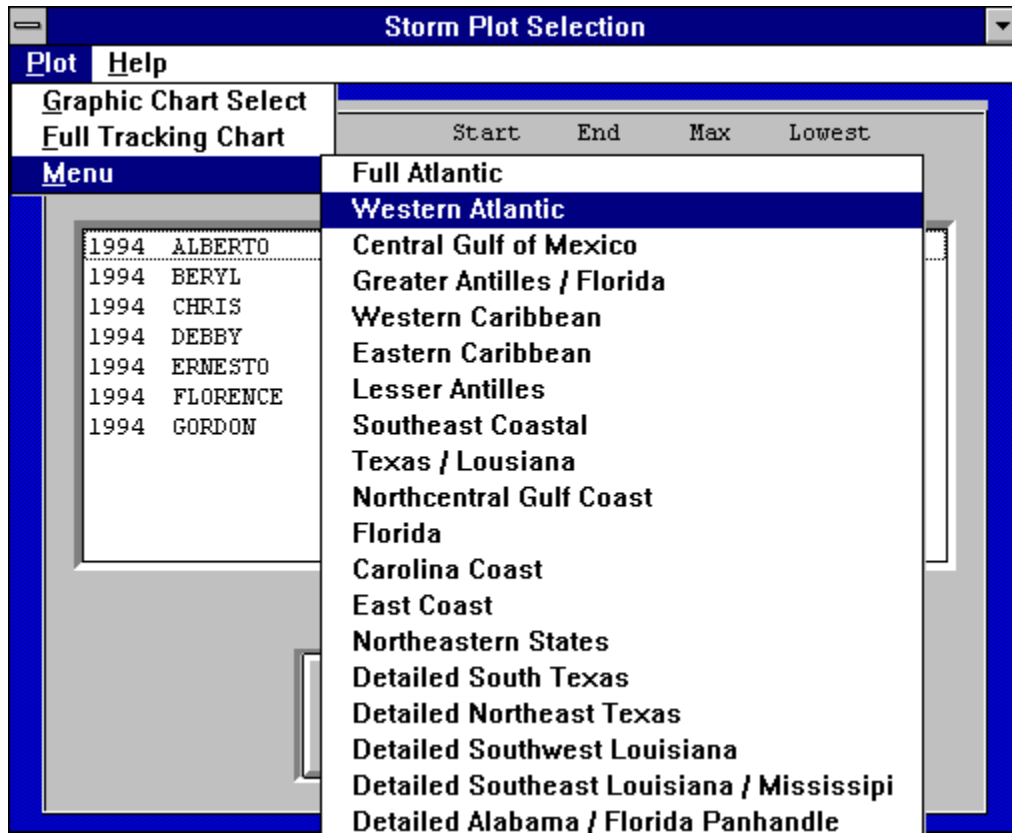 Storm Plot Selection
Plot Help
Graphic Chart Select
Full Tracking Chart
Menu
Start End Max Lowest
Full Atlantic
Western Atlantic
Central Gulf of Mexico
Greater Antilles / Florida
Western Caribbean
Eastern Caribbean
Lesser Antilles
Southeast Coastal
Texas / Lousiana
Northcentral Gulf Coast
Florida
Carolina Coast
East Coast
Northeastern States
Detailed South Texas
Detailed Northeast Texas
Detailed Southwest Louisiana
Detailed Southeast Louisiana / Mississipi
Detailed Alabama / Florida Panhandle
1994 ALBERTO
1994 BERYL
1994 CHRIS
1994 DEBBY
1994 ERNESTO
1994 FLORENCE
1994 GORDON